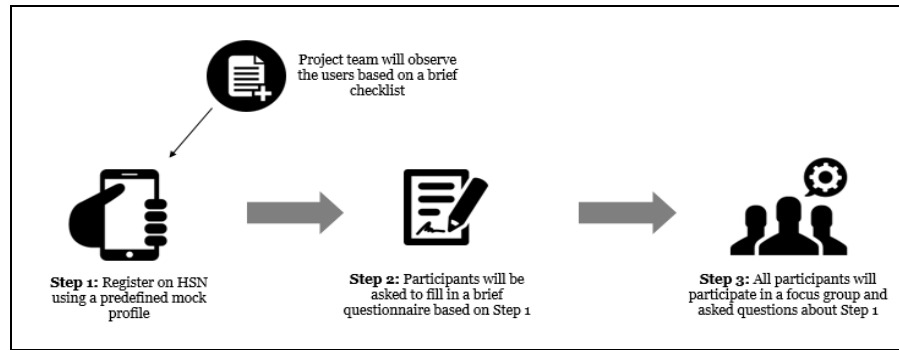 Project team will observe
the users based on a brief
checklist
Step 1: Register on HSN
using a predefined mock
profile
Step 2: Participants will be
asked to fill in a brief
questionnaire based on Step 1
Step 3: All participants will
participate in a focus group and
asked questions about Step 1